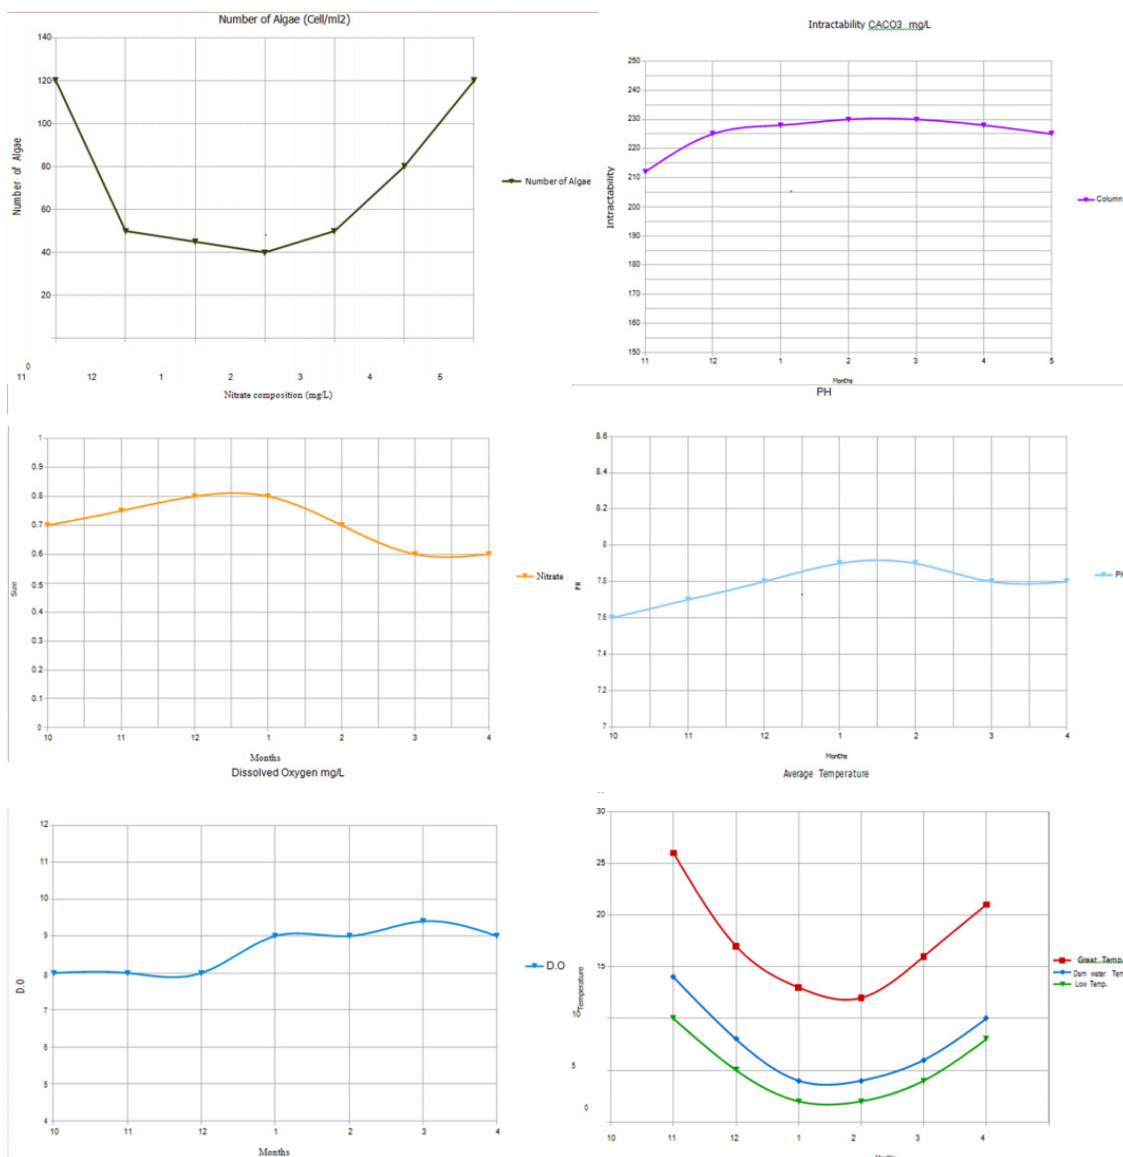 Number of Algae (Cell/ml2)
140
120
100
80
60
40
20
0
Number of Algae
Number of Algae
11 12 1 2 3 4 5
Nitrate composition (mg/L)
Intractability CACO3 mg/L
250
240
230
220
210
200
190
180
170
160
150
Intractability
Column
11 12 1 2 3 4 5
Months
1
0.9
0.8
0.7
0.6
0.5
0.4
0.3
0.2
0.1
0
Size
Nitrate
10 11 12 1 2 3 4
Months
PH
8.6
8.4
8.2
8
7.8
7.6
7.4
7.2
7
PH
PH
10 11 12 1 2 3 4
Months
Dissolved Oxygen mg/L
12
11
10
9
8
7
6
5
4
D.O
D.O
10 11 12 1 2 3 4
Months
Average Temperature
30
25
20
15
10
5
0
Temperature
Great Temp.
Dam water Tem
Low Temp.
10 11 12 1 2 3 4
Months